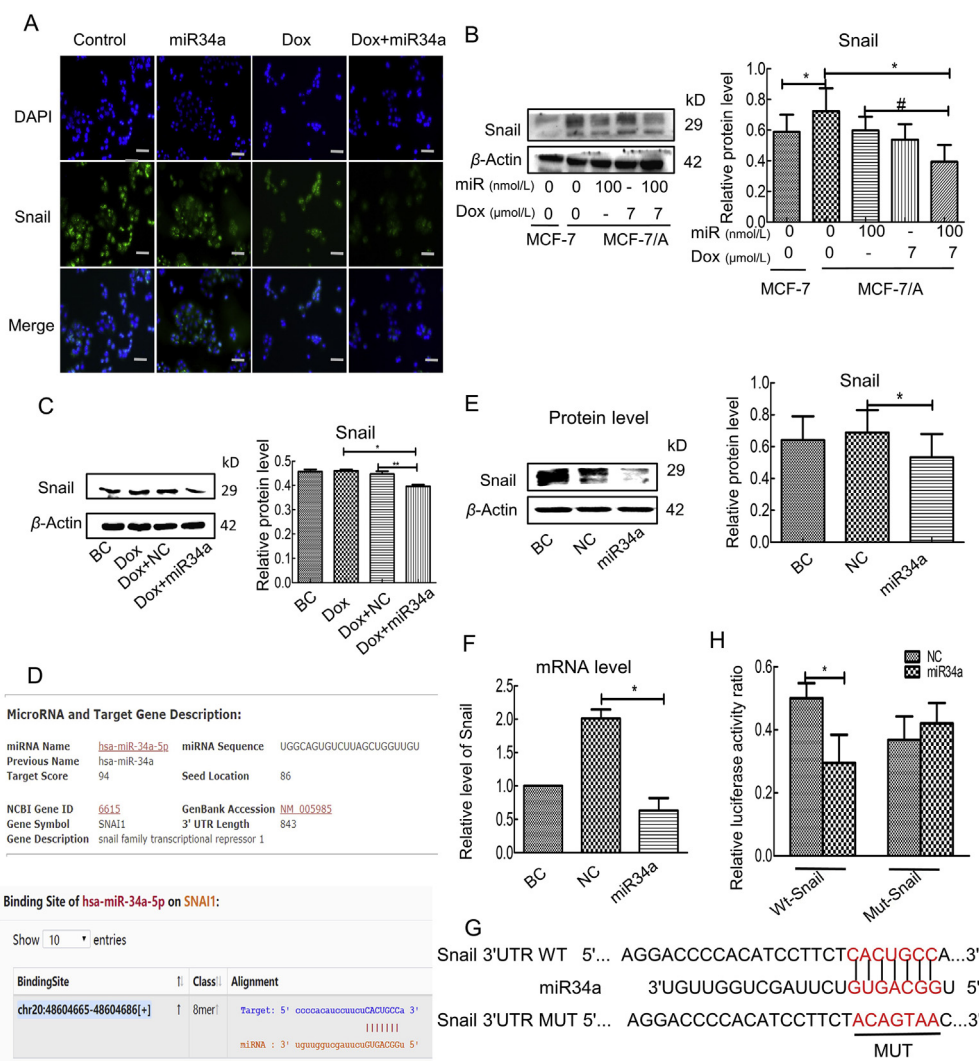 A
Control miR34a Dox Dox+miR34a
DAPI
Snail
Merge
B
kD
Snail 29
β-Actin 42
miR (nmol/L) 0 0 100 - 100
Dox (μmol/L) 0 0 - 7 7
MCF-7 MCF-7/A
Snail
Relative protein level
1.0
0.8
0.6
0.4
0.2
0.0
* * #
miR (nmol/L) 0 0 100 - 100
Dox (μmol/L) 0 0 - 7 7
MCF-7 MCF-7/A
C
kD
Snail 29
β-Actin 42
BC Dox Dox+NC Dox+miR34a
Snail
Relative protein level
0.5
0.4
0.3
0.2
0.1
0.0
*
**
BC Dox Dox+NC Dox+miR34a
E
Protein level
kD
Snail 29
β-Actin 42
BC NC miR34a
Snail
Relative protein level
1.0
0.8
0.6
0.4
0.2
0.0
*
BC NC miR34a
D
MicroRNA and Target Gene Description:
miRNA Name hsa-miR-34a-5p miRNA Sequence UGGCAGUGUCUUAGCUGGUUGU
Previous Name hsa-miR-34a
Target Score 94 Seed Location 86
NCBI Gene ID 6615 GenBank Accession NM_005985
Gene Symbol SNAI1 3' UTR Length 843
Gene Description snail family transcriptional repressor 1
Binding Site of hsa-miR-34a-5p on SNAI1:
Show 10 entries
BindingSite Class Alignment
chr20:48604665-48604686[+] 8mer Target: 5' ccccacauccuucuCACUGCCa 3'
miRNA : 3' uguuggucgauucuGUGACGGu 5'
F
mRNA level
Relative level of Snail
2.5
2.0
1.5
1.0
0.5
0.0
*
BC NC miR34a
H
NC
miR34a
Relative luciferase activity ratio
0.6
0.4
0.2
0.0
*
Wt-Snail Mut-Snail
G
Snail 3'UTR WT 5'... AGGACCCCACATCCTTCTCACUGCCA...3'
miR34a 3'UGUUGGUCGAUUCUGUGACGGU 5'
Snail 3'UTR MUT 5'... AGGACCCCACATCCTTCTACAGTAAC...3'
MUT